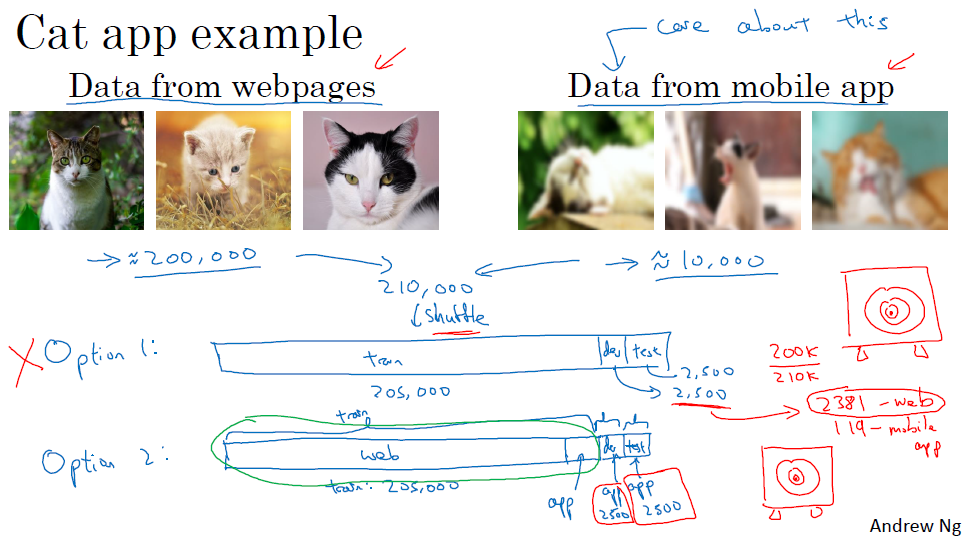 Cat app example
care about this
Data from webpages
Data from mobile app
→ ≈ 200,000
→ ≈ 10,000
210,000
shuffle
Option 1:
train
dev
test
2,500
2,500
205,000
200K
210K
2381 - web
119 - mobile
app
train
Option 2:
web
dev
test
train: 205,000
app
app
2500
app
2500
Andrew Ng